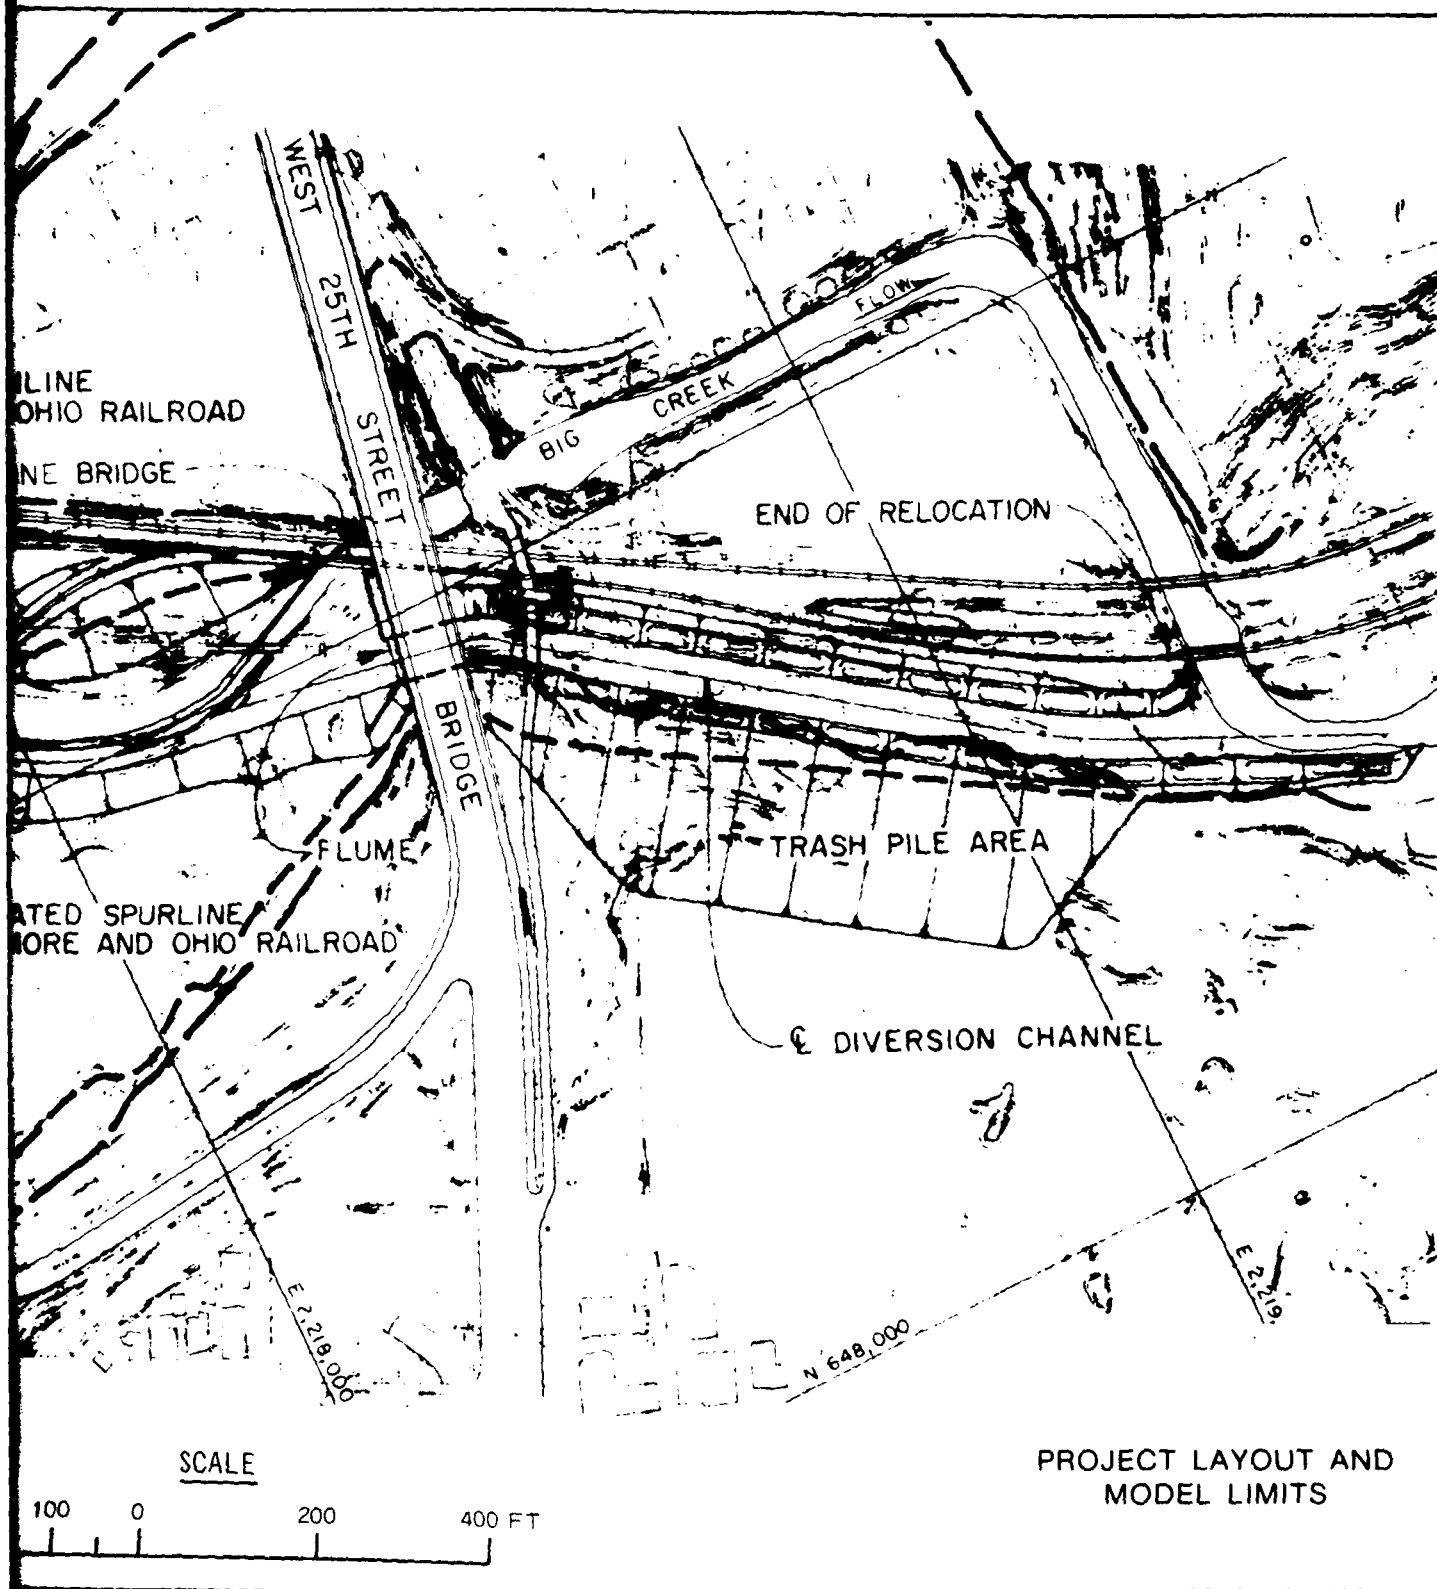 WEST 25TH STREET BRIDGE
FLOW
BIG CREEK
LINE
OHIO RAILROAD
NE BRIDGE
END OF RELOCATION
FLUME
TRASH PILE AREA
ATED SPURLINE
ORE AND OHIO RAILROAD
℄ DIVERSION CHANNEL
E 2,218,000
E 2,219,
N 648,000
SCALE
100 0 200 400 FT
PROJECT LAYOUT AND
MODEL LIMITS